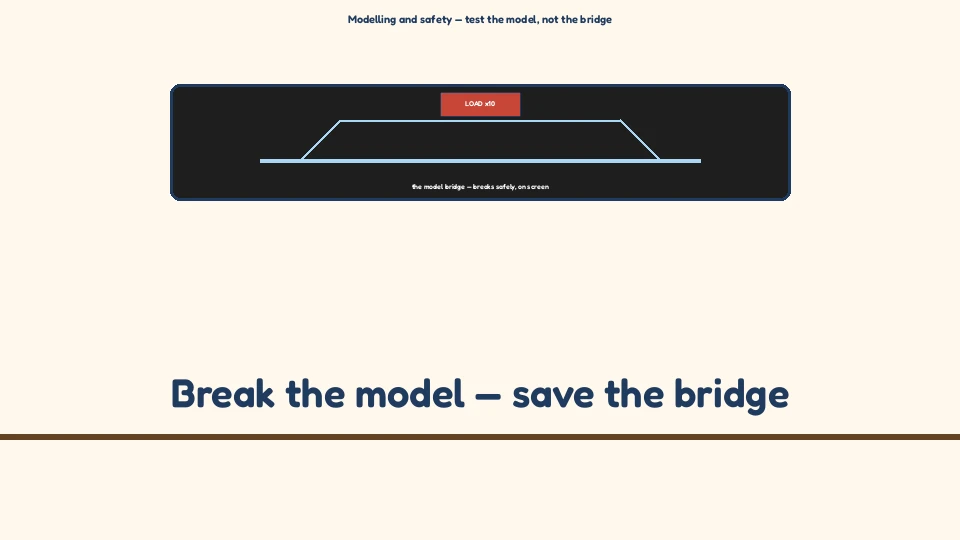 Modelling and safety — test the model, not the bridge
LOAD x10
the model bridge — breaks safely, on screen
Break the model — save the bridge